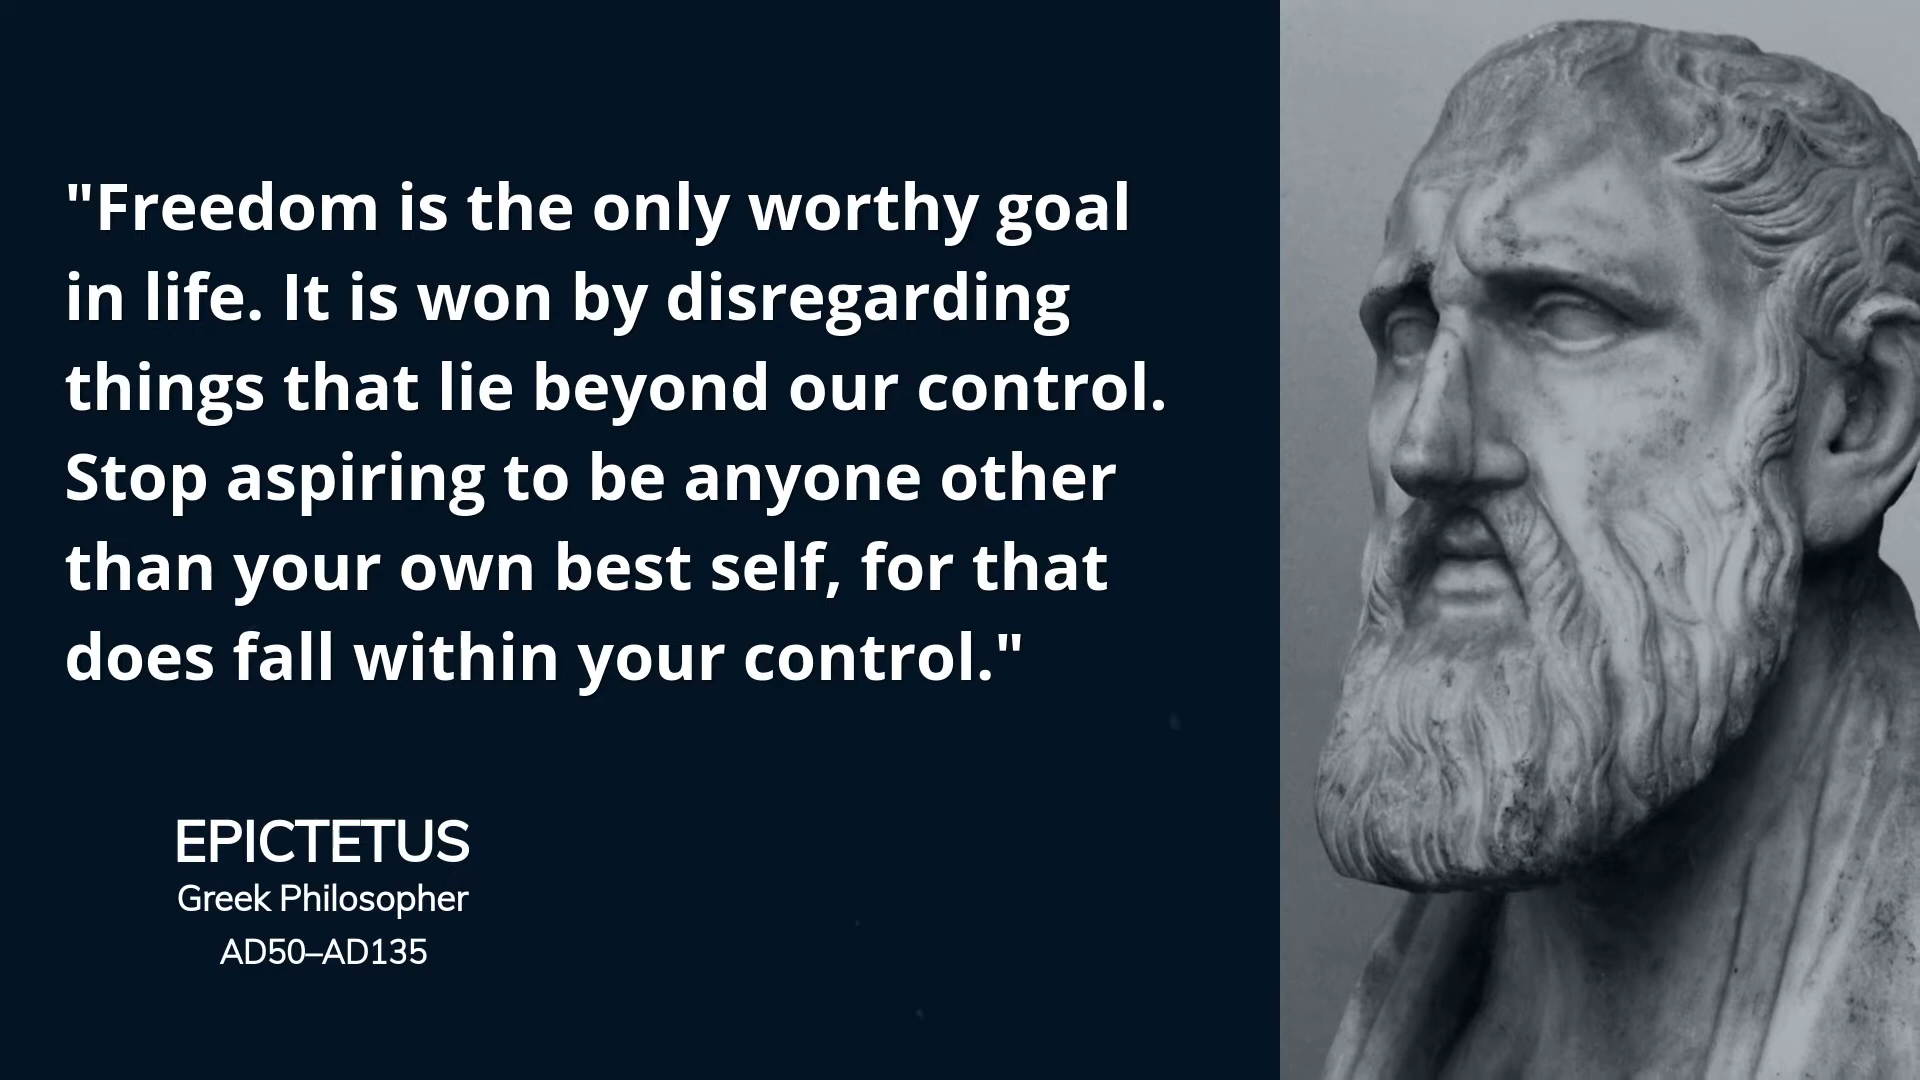 "Freedom is the only worthy goal
in life. It is won by disregarding
things that lie beyond our control.
Stop aspiring to be anyone other
than your own best self, for that
does fall within your control."
EPICTETUS
Greek Philosopher
AD50–AD135